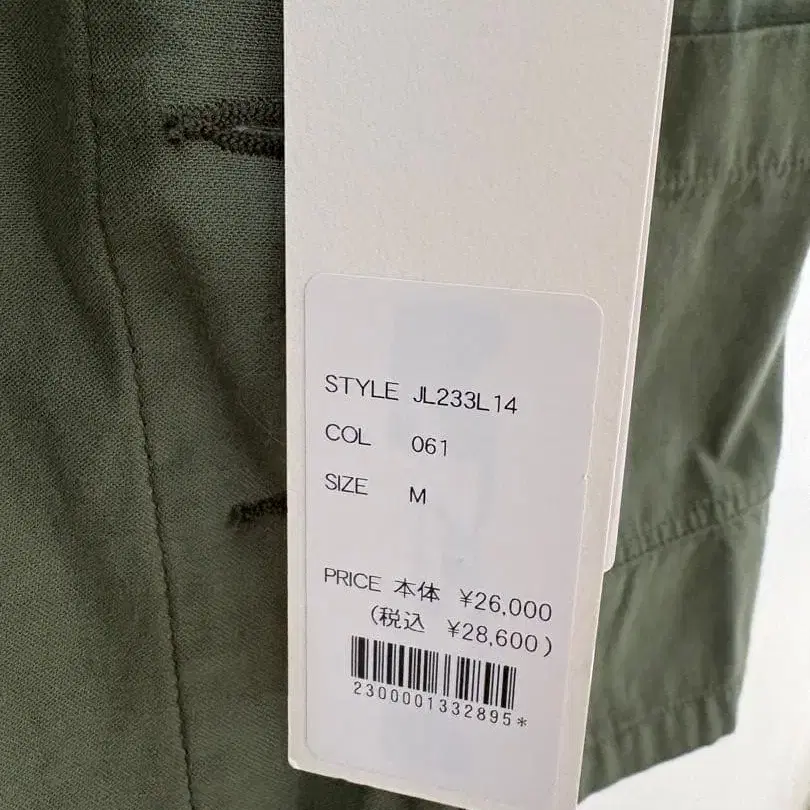 STYLE JL233L14
COL 061
SIZE M
PRICE 本体 ¥26,000
(税込 ¥28,600)
2300001332895*